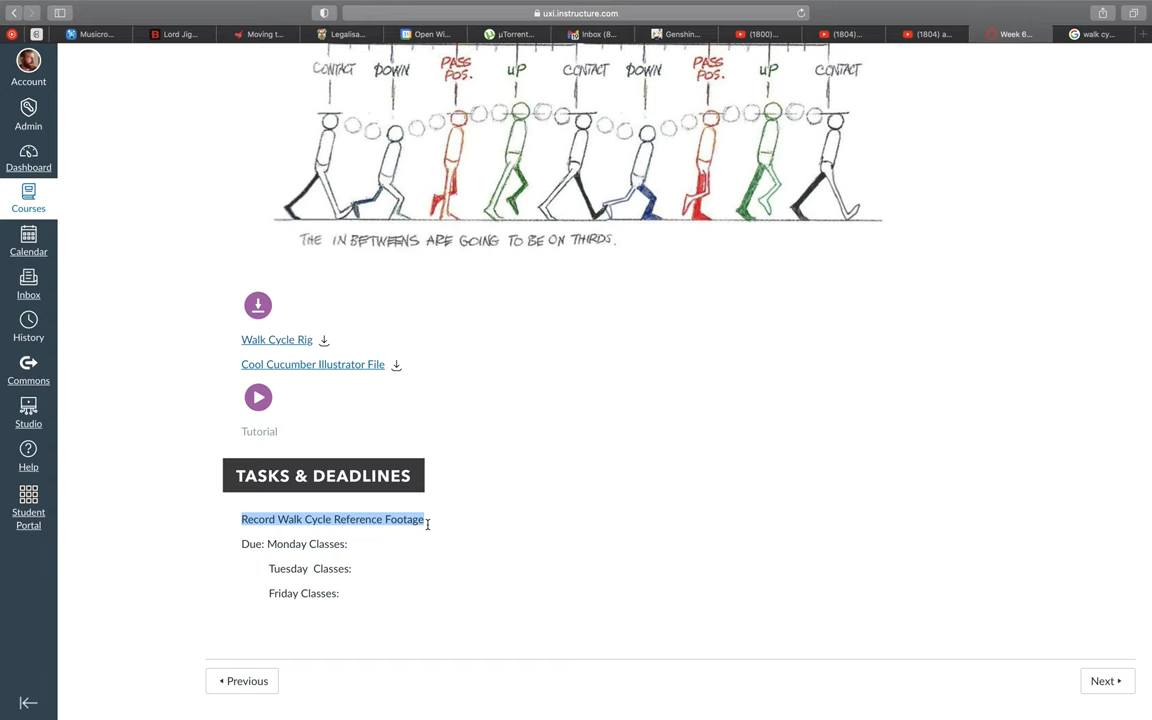 uxi.instructure.com
Musicro...
Lord Jig...
Moving t...
Legalisa...
Open Wi...
µTorrent...
Inbox (8...
Genshin...
(1800)...
(1804)...
(1804) a...
Week 6...
walk cy...
Account
Admin
Dashboard
Courses
Calendar
Inbox
History
Commons
Studio
Help
Student
Portal
CONTACT DOWN PASS POS. UP CONTACT DOWN PASS POS. UP CONTACT
THE IN BETWEENS ARE GOING TO BE ON THIRDS.
Walk Cycle Rig
Cool Cucumber Illustrator File
Tutorial
TASKS & DEADLINES
Record Walk Cycle Reference Footage
Due: Monday Classes:
Tuesday Classes:
Friday Classes:
Previous
Next